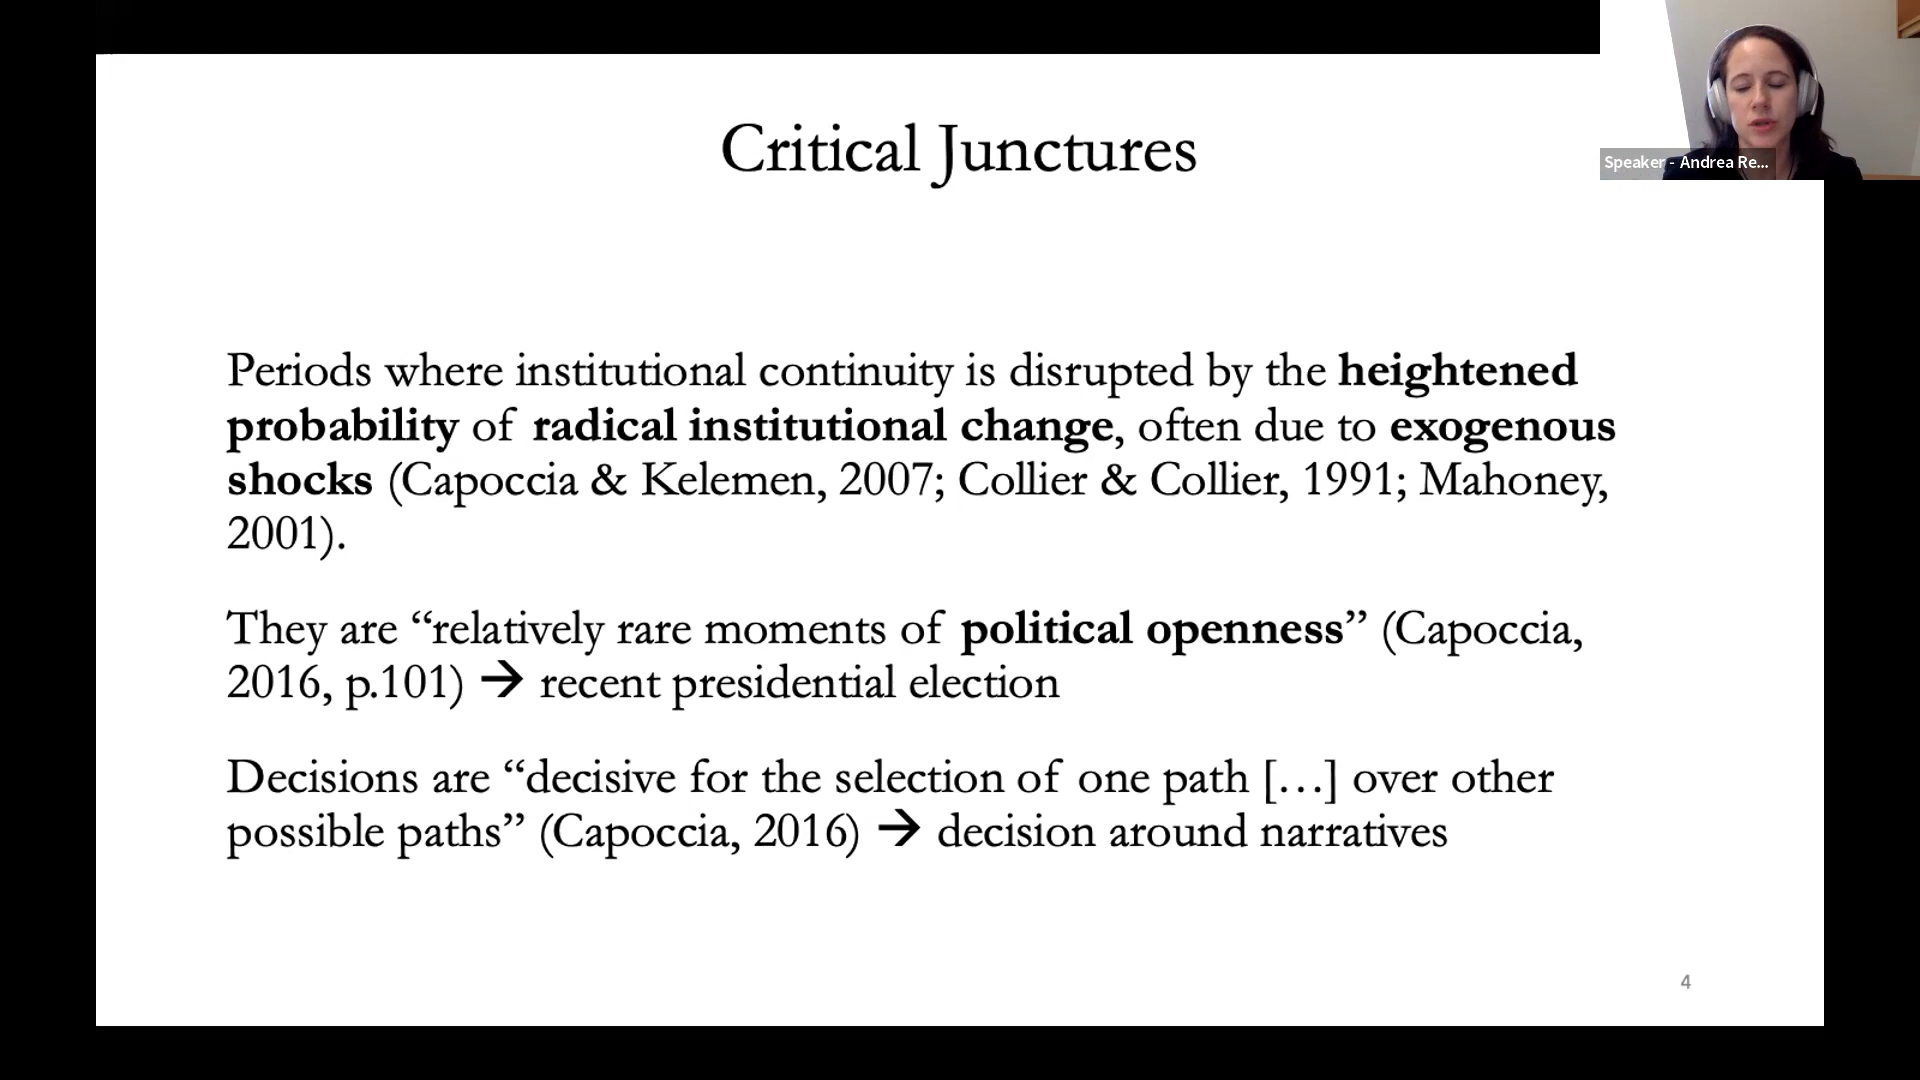 Speaker - Andrea Re...
Critical Junctures
Periods where institutional continuity is disrupted by the heightened
probability of radical institutional change, often due to exogenous
shocks (Capoccia & Kelemen, 2007; Collier & Collier, 1991; Mahoney,
2001).
They are “relatively rare moments of political openness” (Capoccia,
2016, p.101) → recent presidential election
Decisions are “decisive for the selection of one path […] over other
possible paths” (Capoccia, 2016) → decision around narratives
4